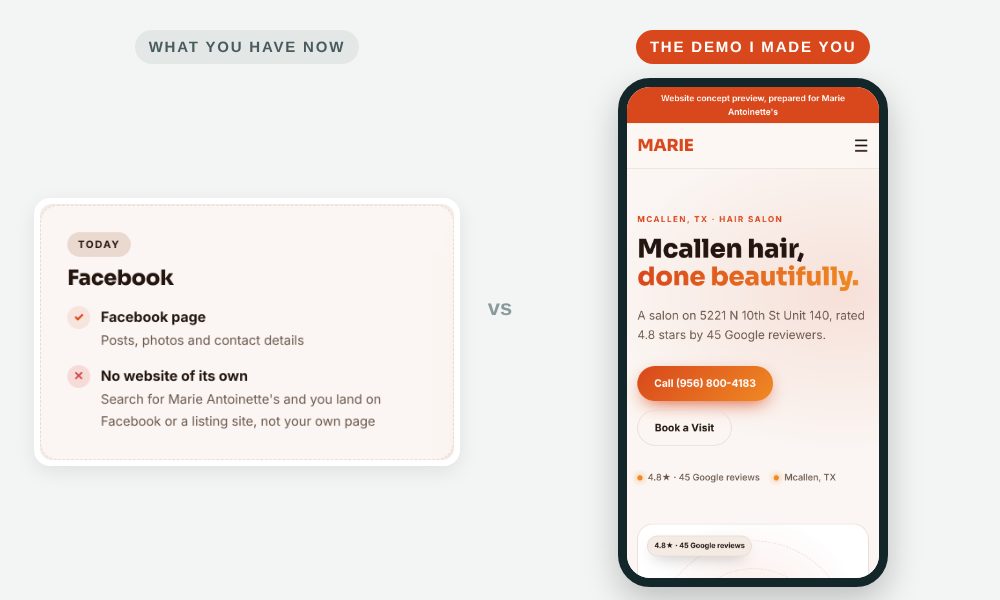 WHAT YOU HAVE NOW
TODAY
Facebook
Facebook page
Posts, photos and contact details
No website of its own
Search for Marie Antoinette's and you land on
Facebook or a listing site, not your own page
vs
THE DEMO I MADE YOU
Website concept preview, prepared for Marie
Antoinette's
MARIE
MCALLEN, TX · HAIR SALON
Mcallen hair,
done beautifully.
A salon on 5221 N 10th St Unit 140, rated
4.8 stars by 45 Google reviewers.
Call (956) 800-4183
Book a Visit
4.8★ · 45 Google reviews
Mcallen, TX
4.8★ · 45 Google reviews